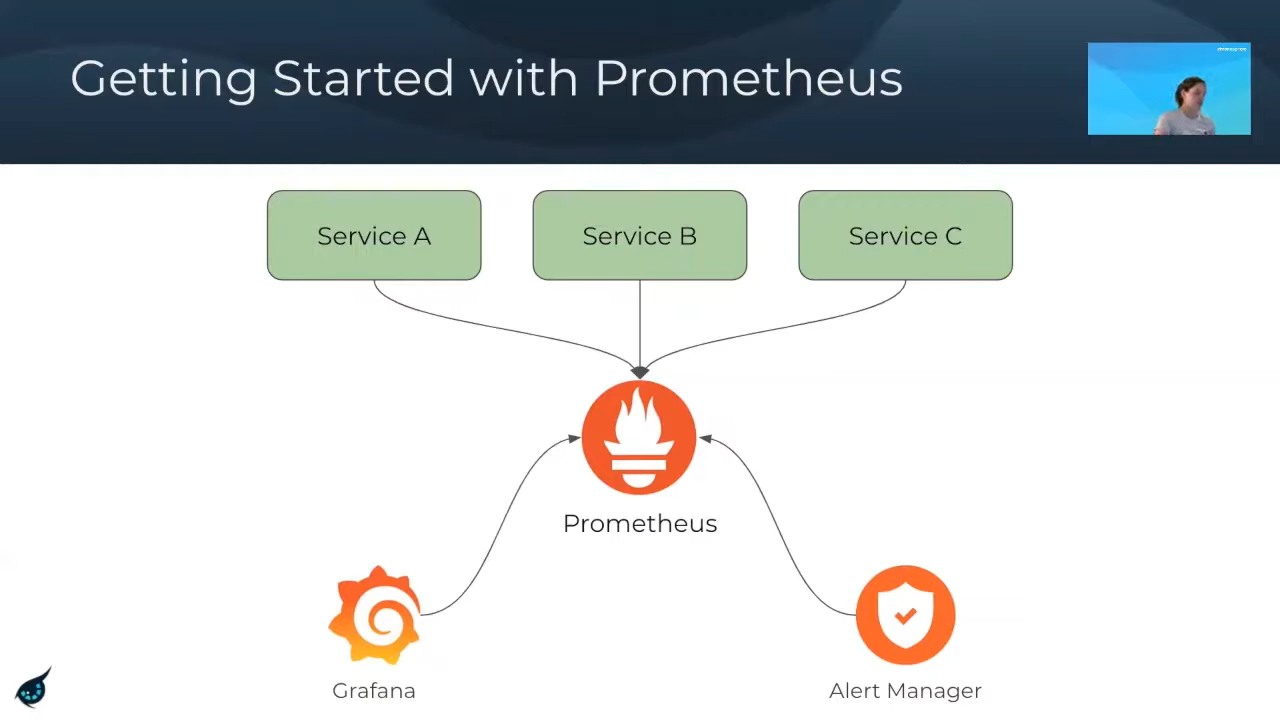 Getting Started with Prometheus
Service A
Service B
Service C
Prometheus
Grafana
Alert Manager